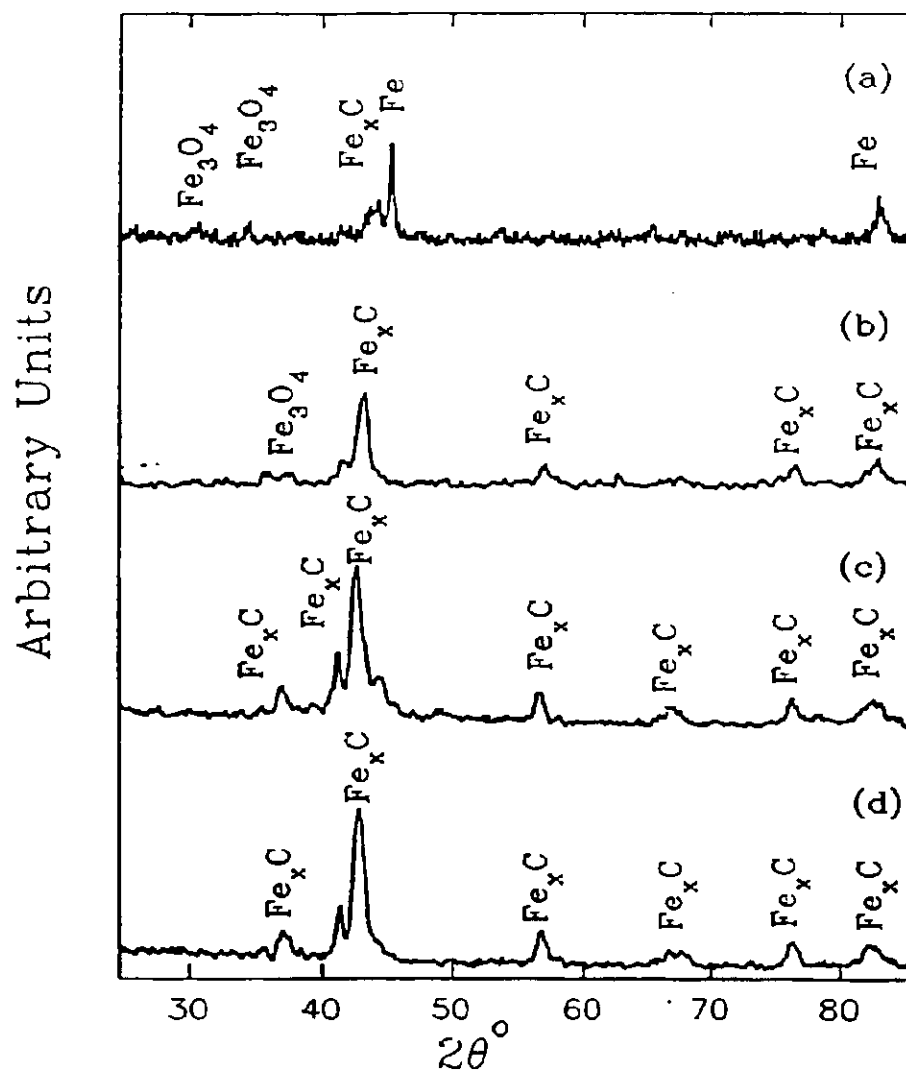 Arbitrary Units
(a)
Fe₃O₄
Fe₃O₄
FeₓC
Fe
Fe
(b)
Fe₃O₄
FeₓC
FeₓC
FeₓC
FeₓC
(c)
FeₓC
FeₓC
FeₓC
FeₓC
FeₓC
FeₓC
FeₓC
(d)
FeₓC
FeₓC
FeₓC
FeₓC
FeₓC
FeₓC
30 40 50 60 70 80
2θ°